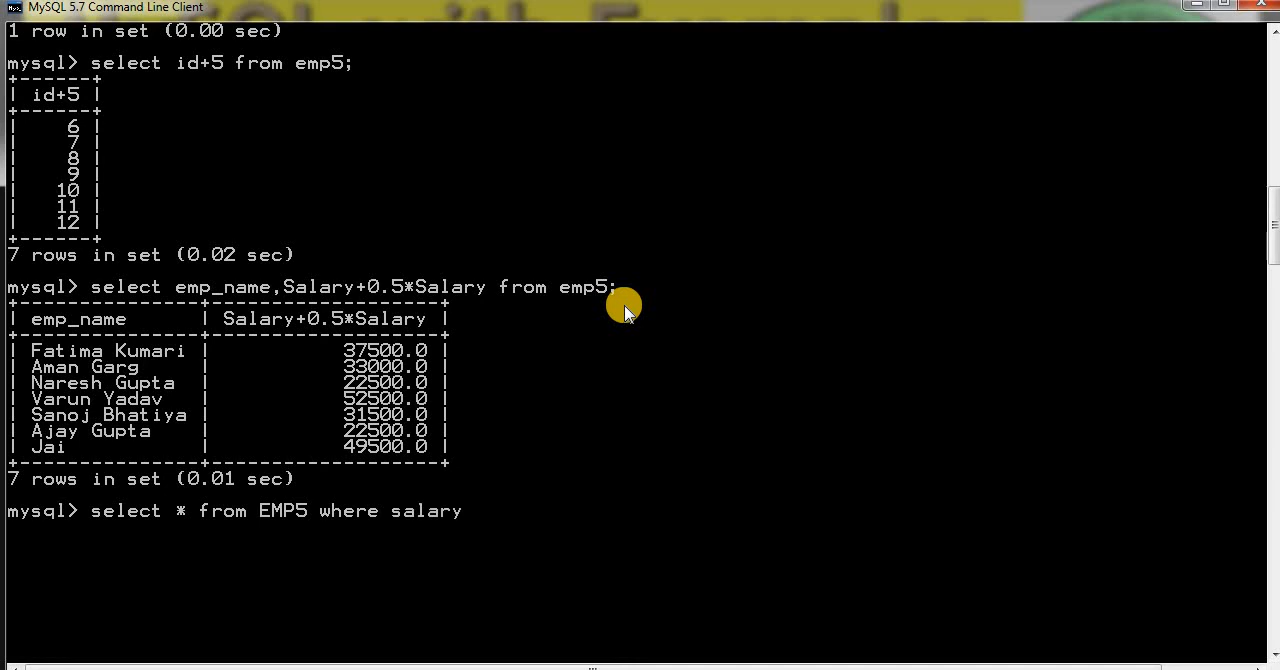 MySQL 5.7 Command Line Client
1 row in set (0.00 sec)
mysql> select id+5 from emp5;
+------+
| id+5 |
+------+
|    6 |
|    7 |
|    8 |
|    9 |
|   10 |
|   11 |
|   12 |
+------+
7 rows in set (0.02 sec)
mysql> select emp_name,Salary+0.5*Salary from emp5;
+----------------+-------------------+
| emp_name       | Salary+0.5*Salary |
+----------------+-------------------+
| Fatima Kumari  |           37500.0 |
| Aman Garg      |           33000.0 |
| Naresh Gupta   |           22500.0 |
| Varun Yadav    |           52500.0 |
| Sanoj Bhatiya  |           31500.0 |
| Ajay Gupta     |           22500.0 |
| Jai            |           49500.0 |
+----------------+-------------------+
7 rows in set (0.01 sec)
mysql> select * from EMP5 where salary